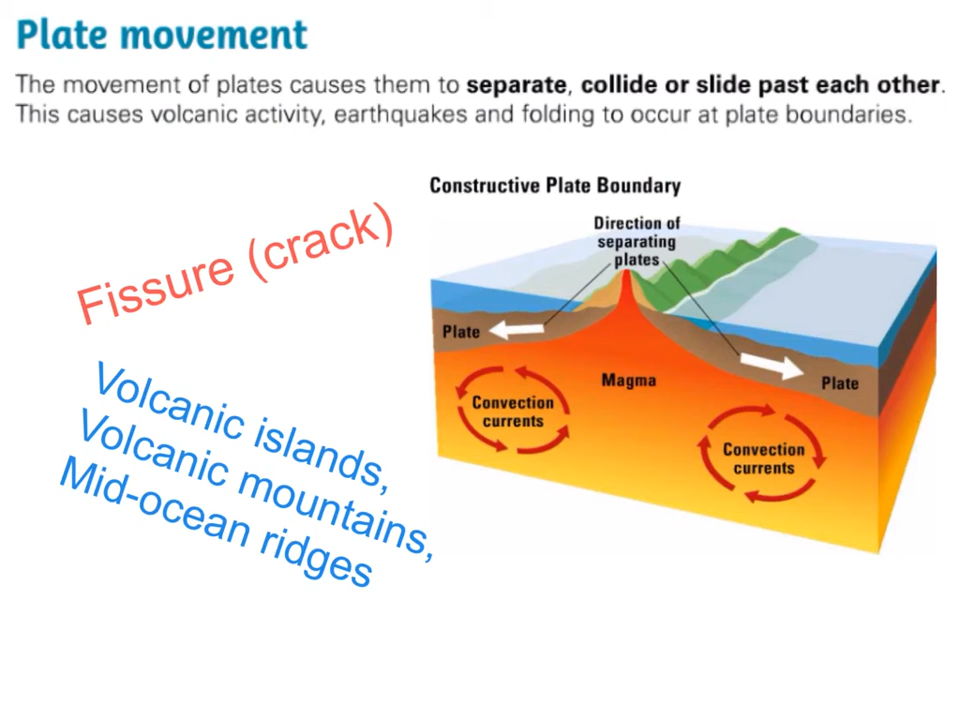 Plate movement
The movement of plates causes them to separate, collide or slide past each other.
This causes volcanic activity, earthquakes and folding to occur at plate boundaries.
Fissure (crack)
Volcanic islands,
Volcanic mountains,
Mid-ocean ridges
Constructive Plate Boundary
Direction of
separating
plates
Plate
Magma
Plate
Convection
currents
Convection
currents